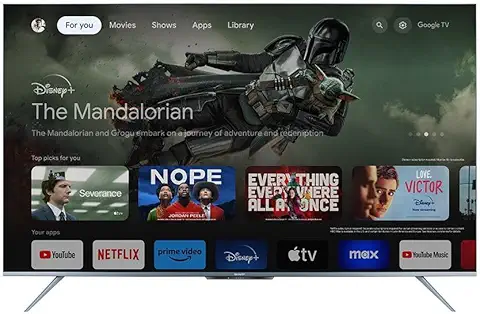 For you Movies Shows Apps Library Google TV
Disney+
The Mandalorian
The Mandalorian and Grogu embark on a journey of adventure and redemption
Top picks for you
Severance
NOPE
JORDAN PEELE
EVERYTHING
EVERYWHERE
ALL AT ONCE
LOVE,
VICTOR
Disney+
Your apps
YouTube NETFLIX prime video Disney+ tv max YouTube Music